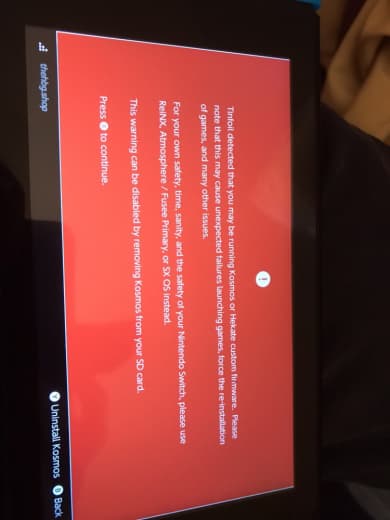 Tinfoil detected that you may be running Kosmos or Hekate custom firmware. Please
note that this may cause unexpected failures launching games, force the re-installation
of games, and many other issues.
For your own safety, time, sanity, and the safety of your Nintendo Switch, please use
ReiNX, Atmosphere / Fusee Primary, or SX OS instead.
This warning can be disabled by removing Kosmos from your SD card.
Press A to continue.
thehbg.shop
Y Uninstall Kosmos B Back